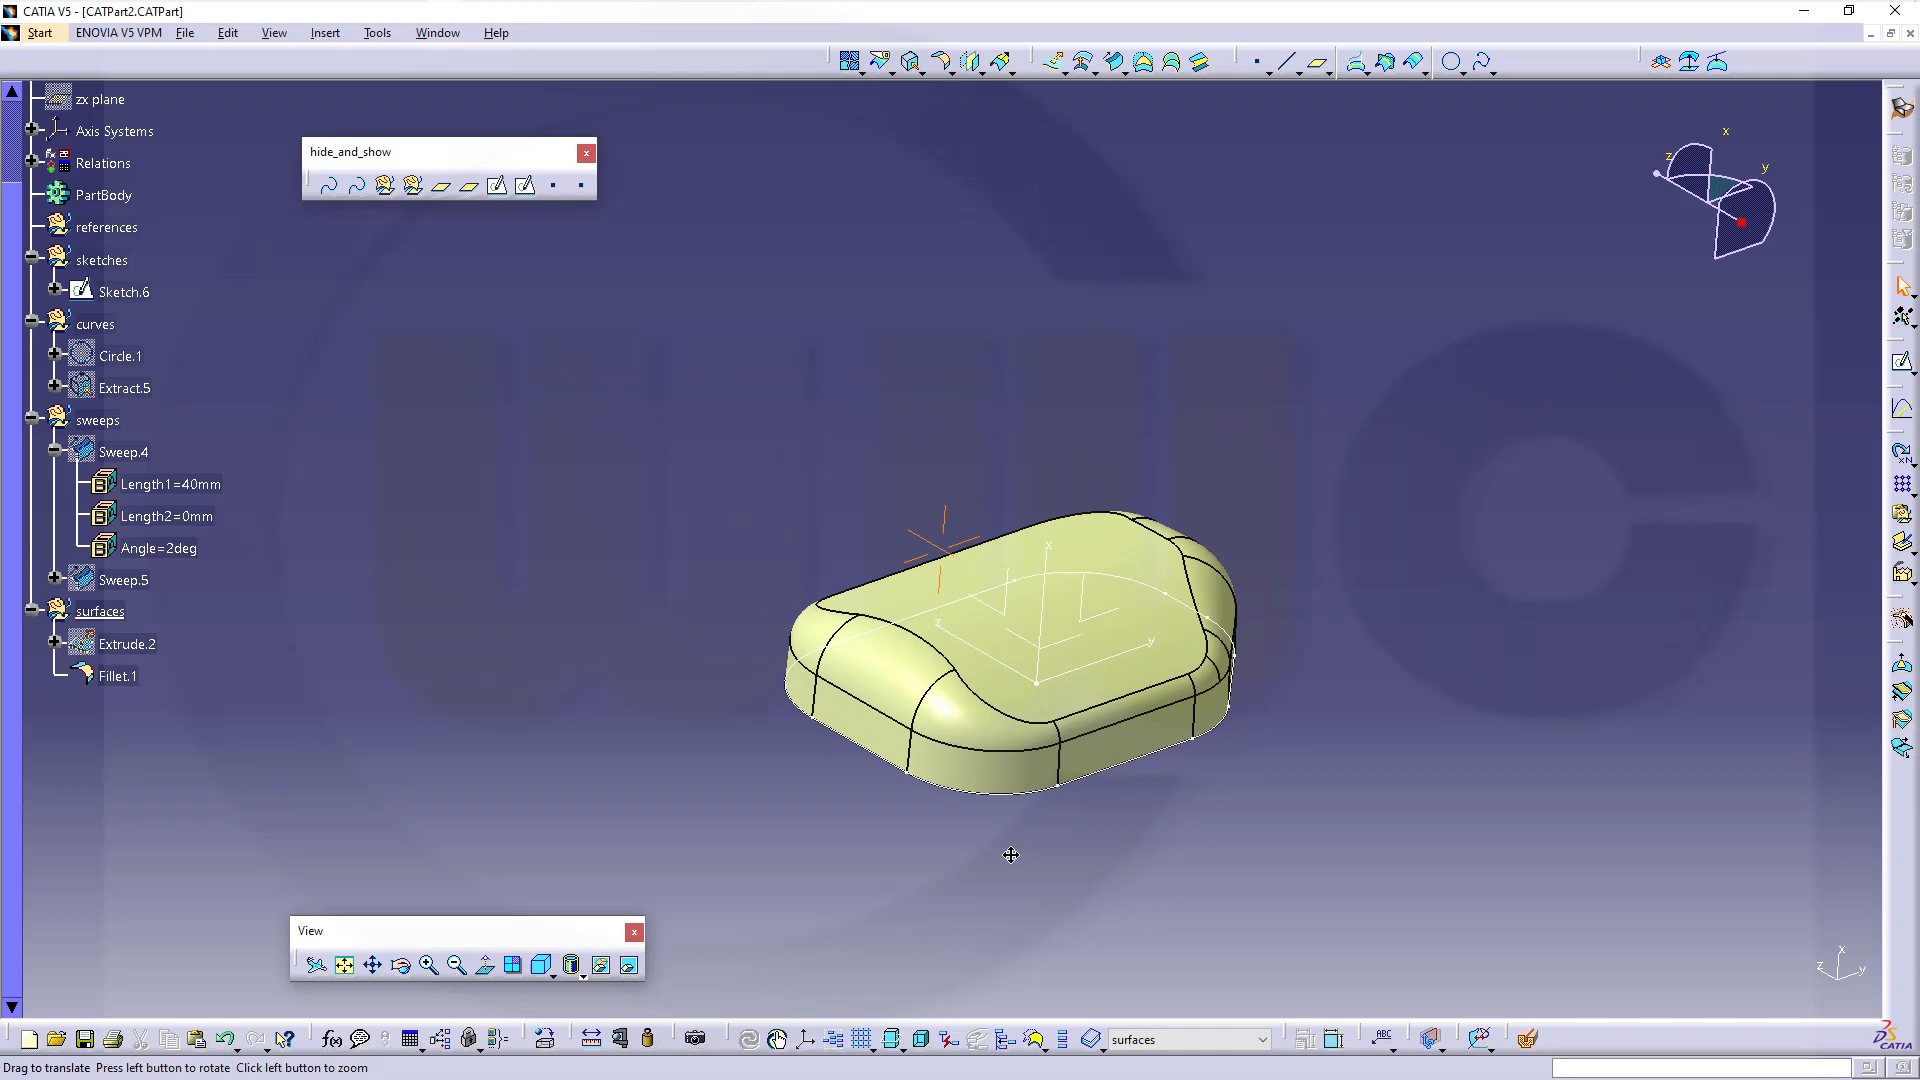 CATIA V5 - [CATPart2.CATPart]
Start ENOVIA V5 VPM File Edit View Insert Tools Window Help
zx plane
Axis Systems
Relations
PartBody
references
sketches
Sketch.6
curves
Circle.1
Extract.5
sweeps
Sweep.4
Length1=40mm
Length2=0mm
Angle=2deg
Sweep.5
surfaces
Extrude.2
Fillet.1
hide_and_show
x
z
y
x
z
y
View
x
z
y
surfaces
ABC
CATIA
Drag to translate Press left button to rotate Click left button to zoom